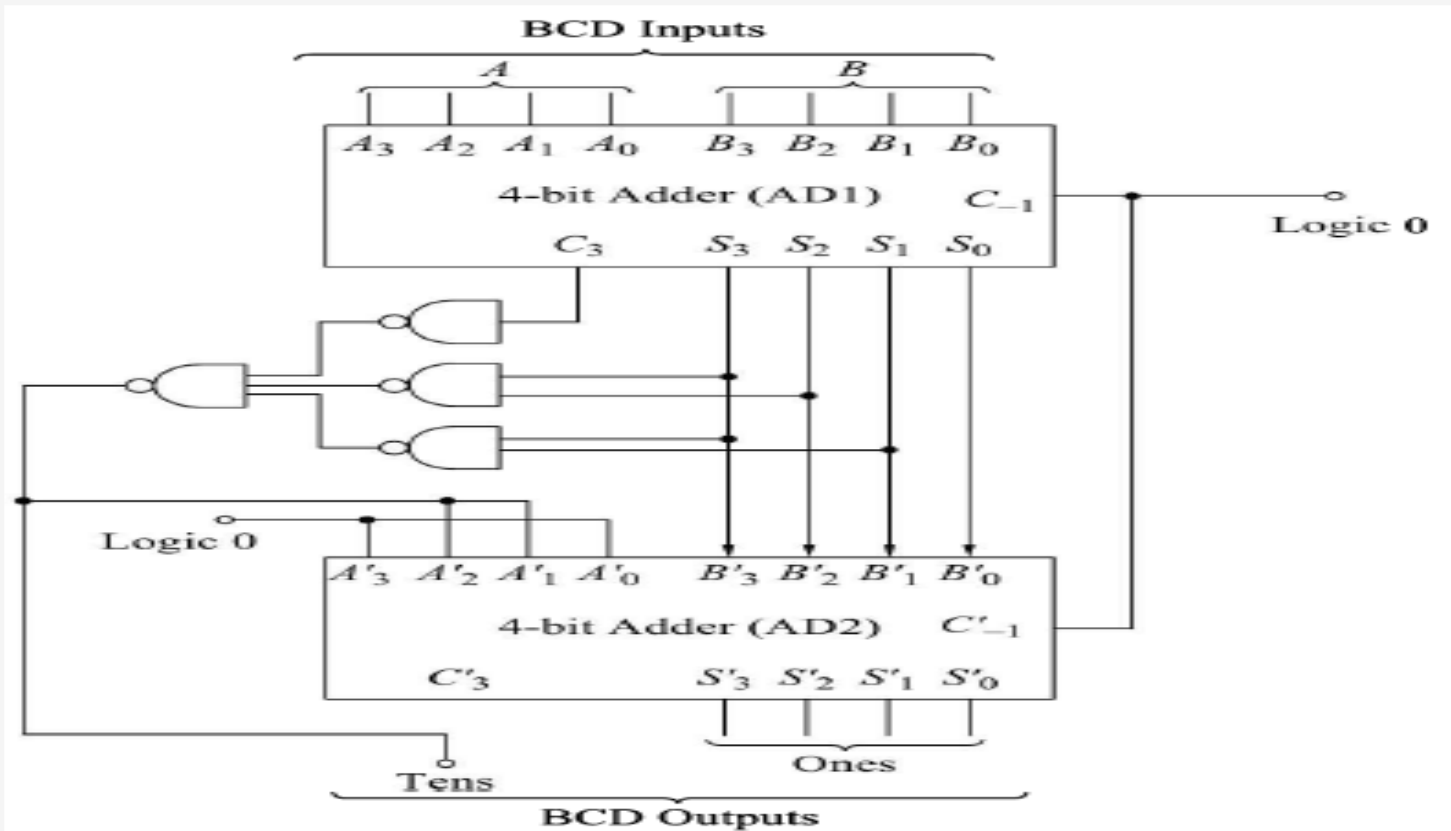 BCD Inputs
A B
A₃ A₂ A₁ A₀ B₃ B₂ B₁ B₀
4-bit Adder (AD1) C₋₁
C₃ S₃ S₂ S₁ S₀
Logic 0
Logic 0
A'₃ A'₂ A'₁ A'₀ B'₃ B'₂ B'₁ B'₀
4-bit Adder (AD2) C'₋₁
C'₃ S'₃ S'₂ S'₁ S'₀
Ones
Tens
BCD Outputs